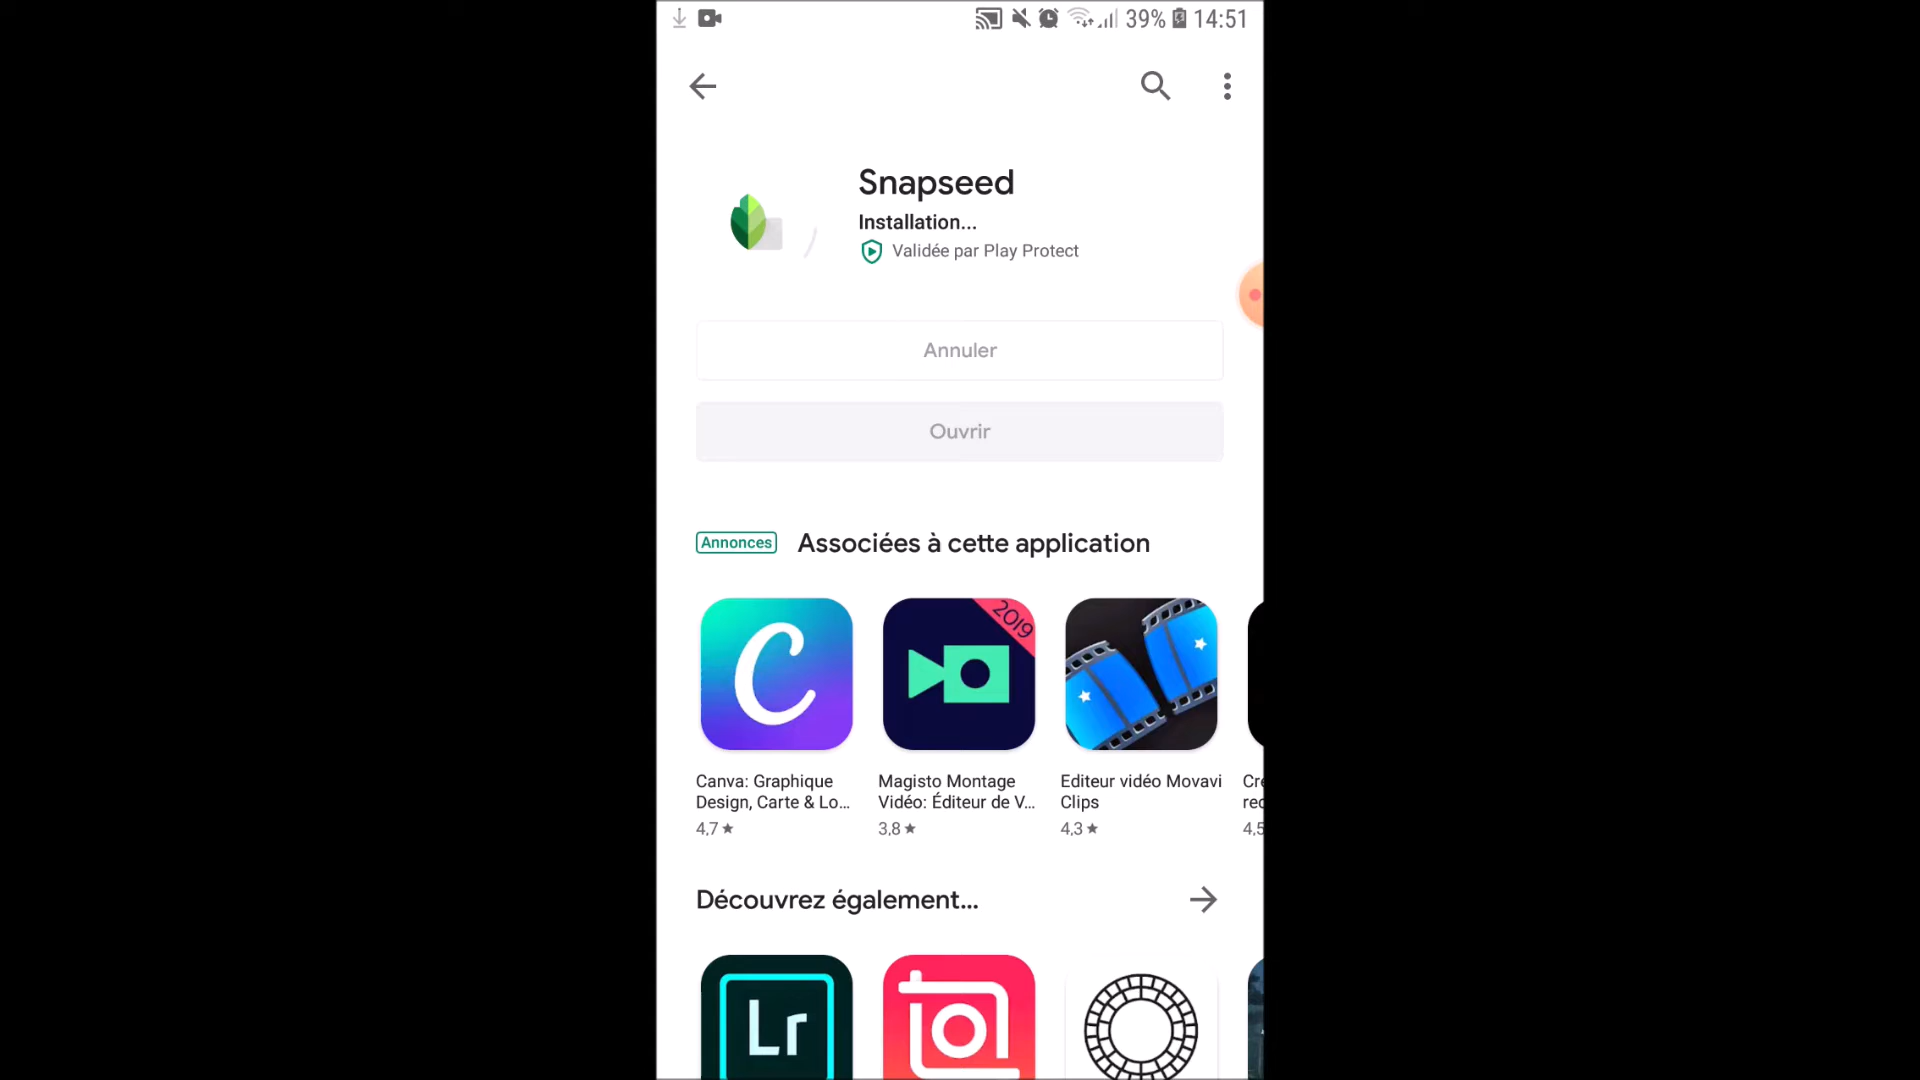 39% 14:51
Snapseed
Installation...
Validée par Play Protect
Annuler
Ouvrir
Annonces Associées à cette application
2019
Canva: Graphique
Design, Carte & Lo...
4,7★
Magisto Montage
Vidéo: Éditeur de V...
3,8★
Editeur vidéo Movavi
Clips
4,3★
4,5
Découvrez également...
Lr